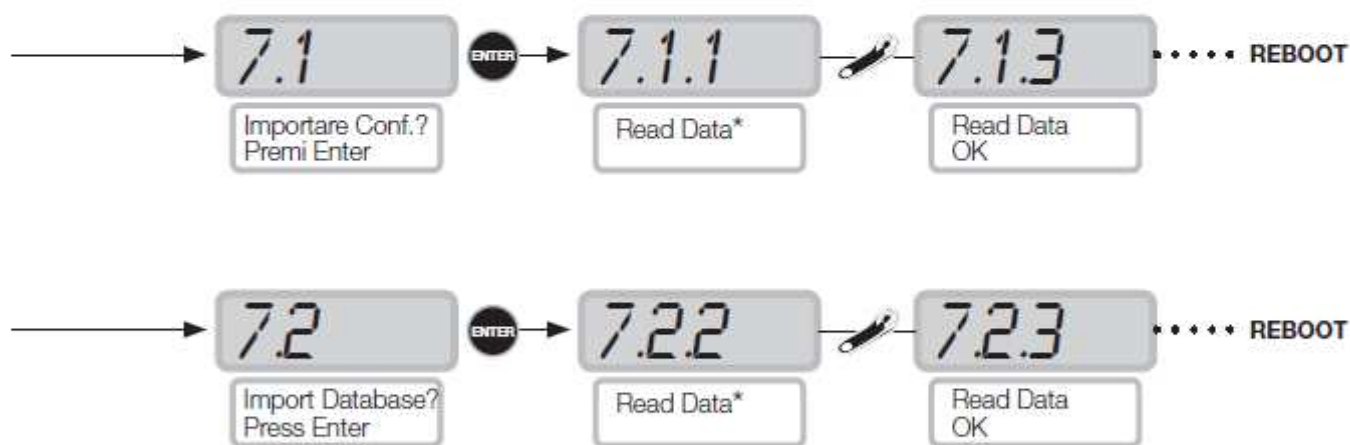 7.1 ENTER 7.1.1 7.1.3 REBOOT
Importare Conf.?
Premi Enter
Read Data*
Read Data
OK
7.2 ENTER 7.2.2 7.2.3 REBOOT
Import Database?
Press Enter
Read Data*
Read Data
OK